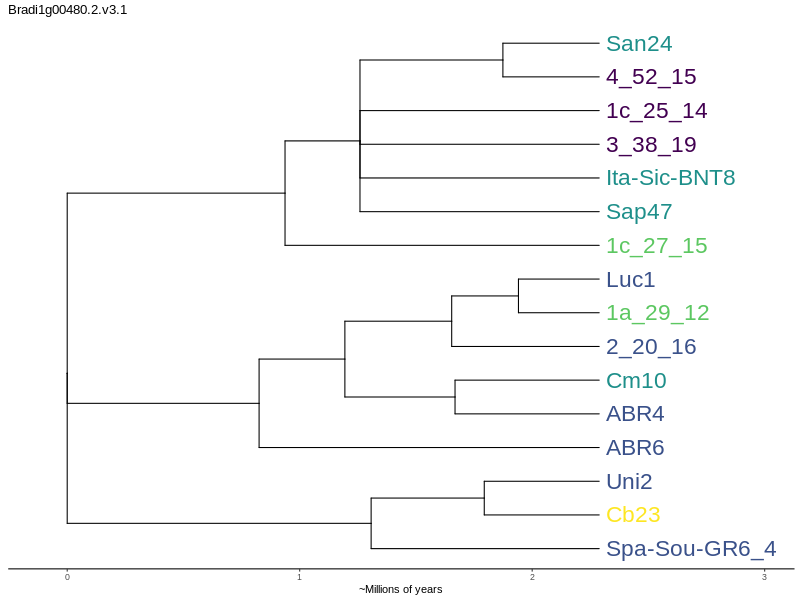 Bradi1g00480.2.v3.1
San24
4_52_15
1c_25_14
3_38_19
Ita-Sic-BNT8
Sap47
1c_27_15
Luc1
1a_29_12
2_20_16
Cm10
ABR4
ABR6
Uni2
Cb23
Spa-Sou-GR6_4
0 1 2 3
~Millions of years